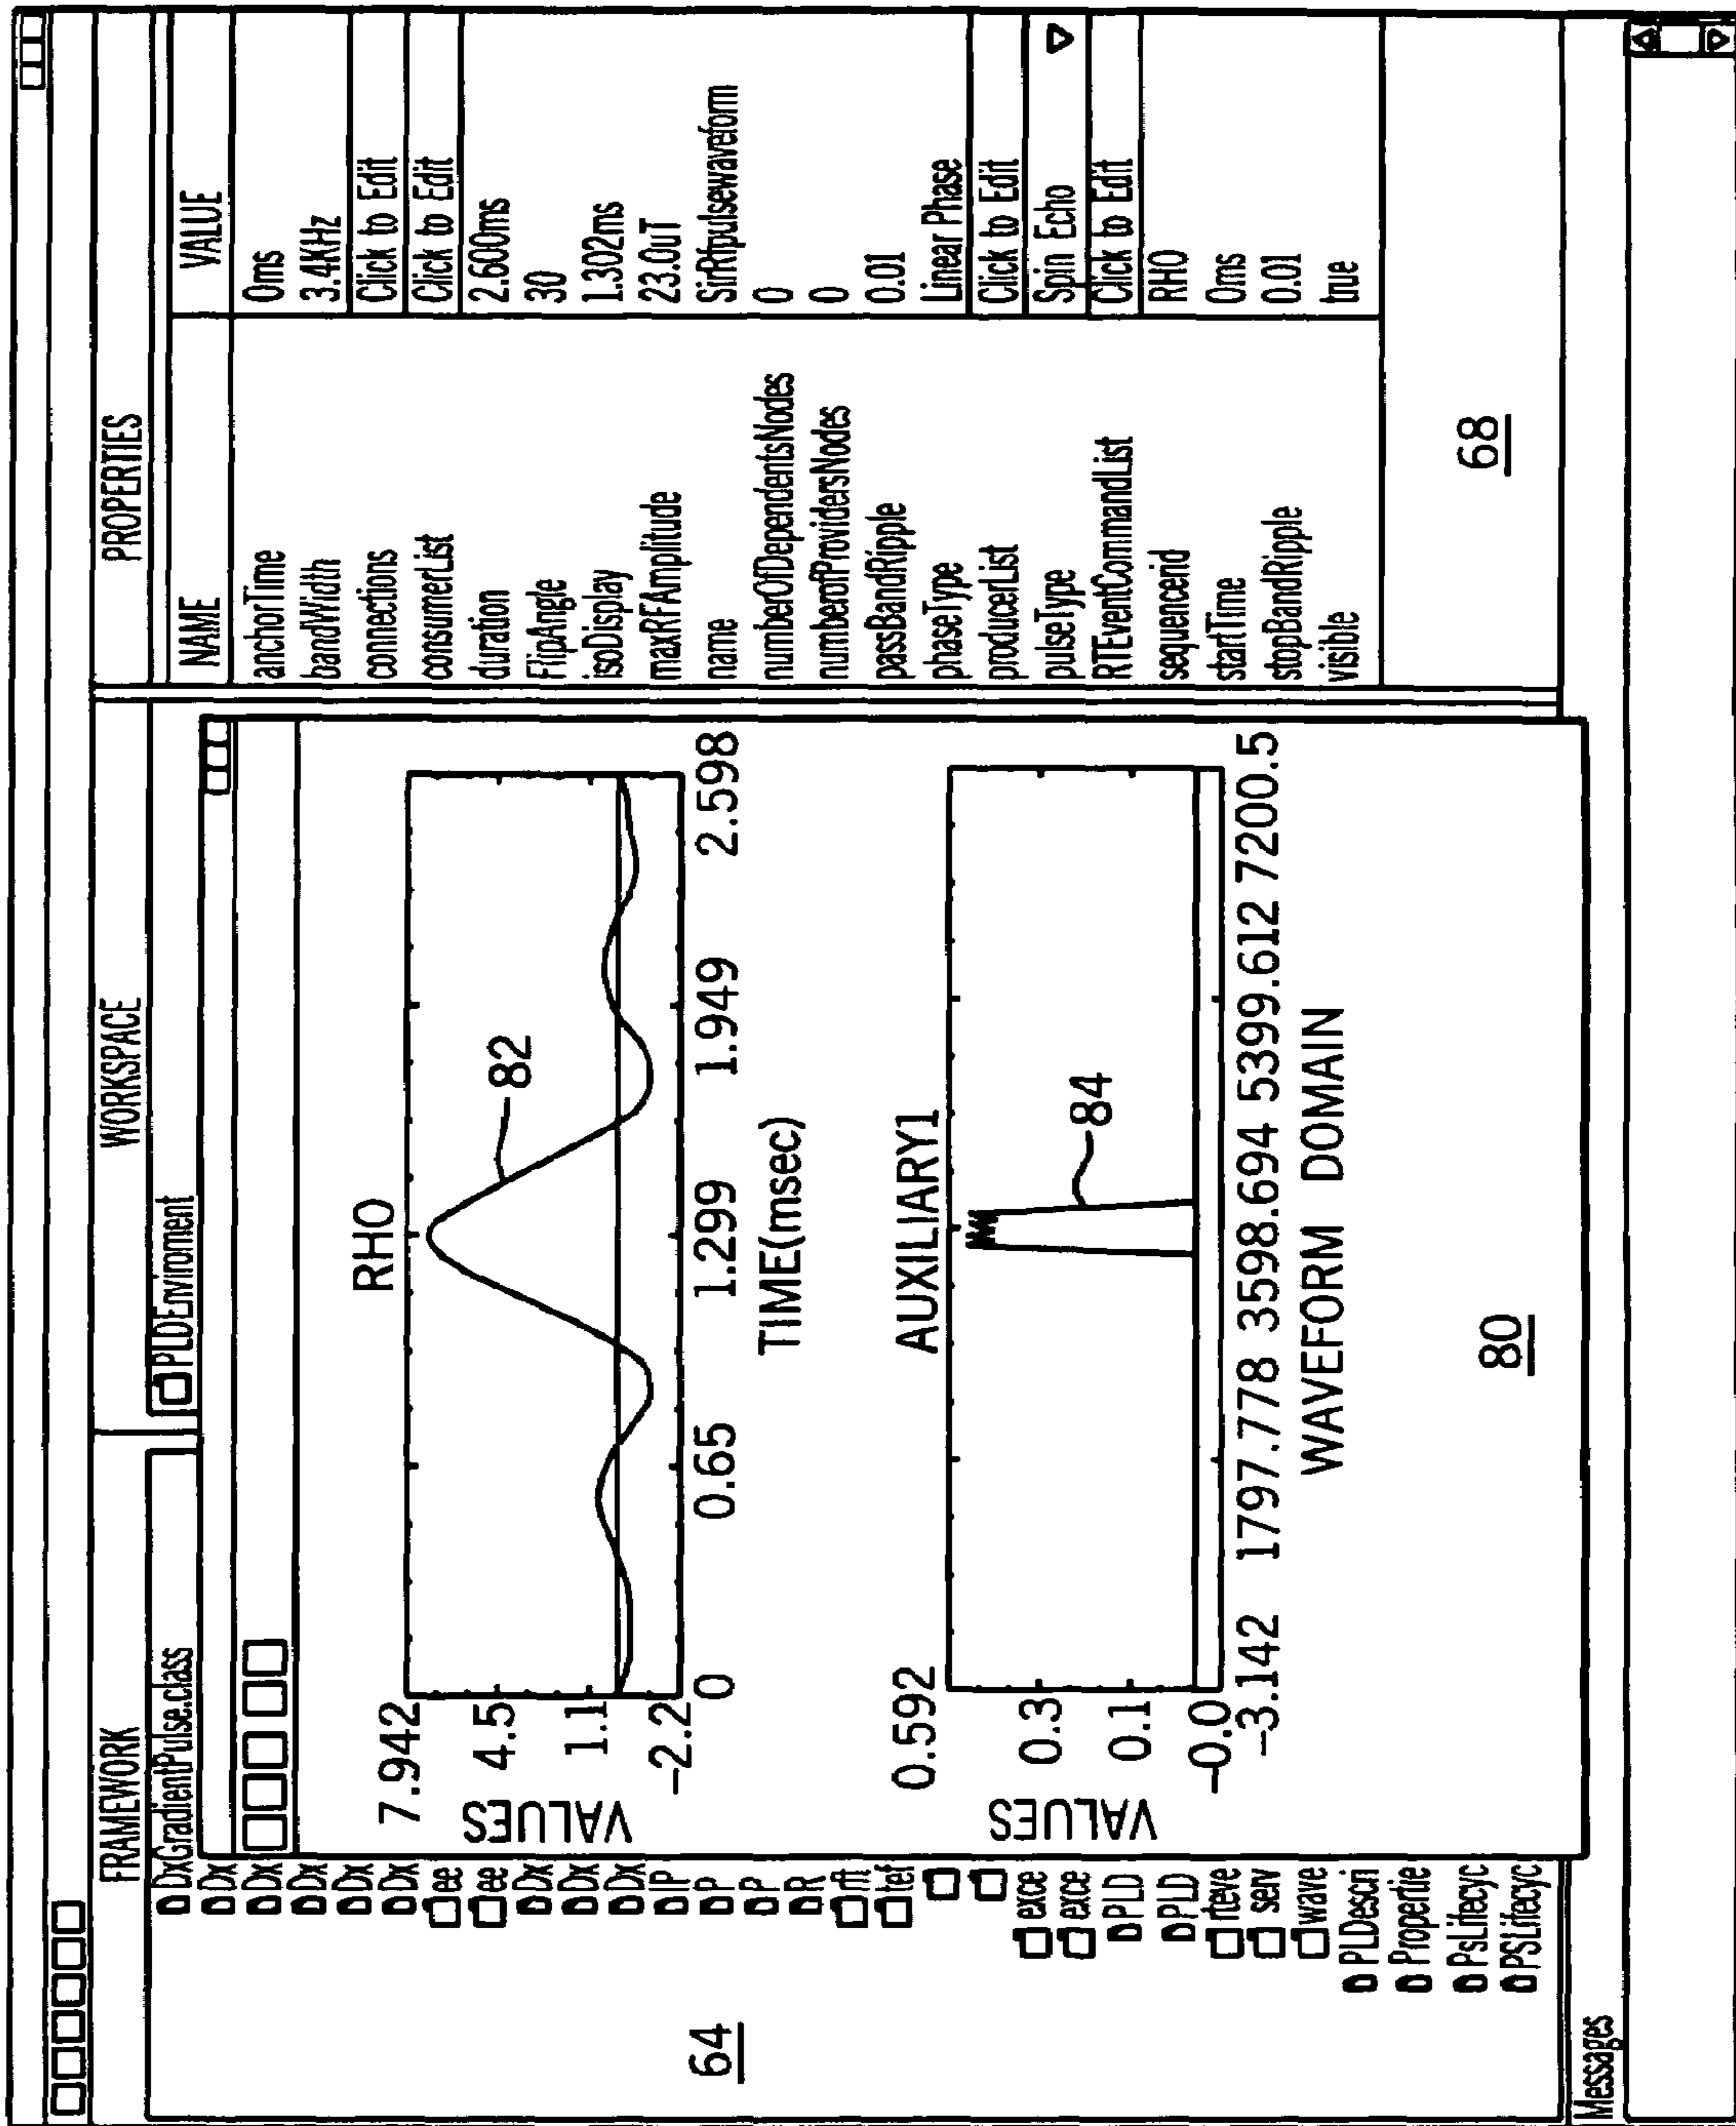 FRAMEWORK
WORKSPACE
PROPERTIES
DxGradientPulse.class
Dx
Dx
Dx
Dx
Dx
ee
ee
Dx
Dx
Dx
IP
P
P
R
rft
tef
exce
exce
PLD
PLD
rteve
serv
wave
PLDescri
Propertie
PsLifecyc
PSLifecyc
64
PLDEnviroment
RHO
VALUES
7.942
4.5
1.1
-2.2
0 0.65 1.299 1.949 2.598
TIME(msec)
82
AUXILIARY1
VALUES
0.592
0.3
0.1
-0.0
-3.142 1797.778 3598.694 5399.612 7200.5
WAVEFORM DOMAIN
84
80
NAME VALUE
anchorTime 0ms
bandWidth 3.4KHz
connections Click to Edit
consumerList Click to Edit
duration 2.600ms
FlipAngle 30
isoDisplay 1.302ms
maxRFAmplitude 23.0uT
name SirRfpulsewaveform
numberOfDependentsNodes 0
numberofProvidersNodes 0
passBandRipple 0.01
phaseType Linear Phase
producerList Click to Edit
pulseType Spin Echo
RTEventCommandList Click to Edit
sequencerid RHO
startTime 0ms
stopBandRipple 0.01
visible true
68
Messages